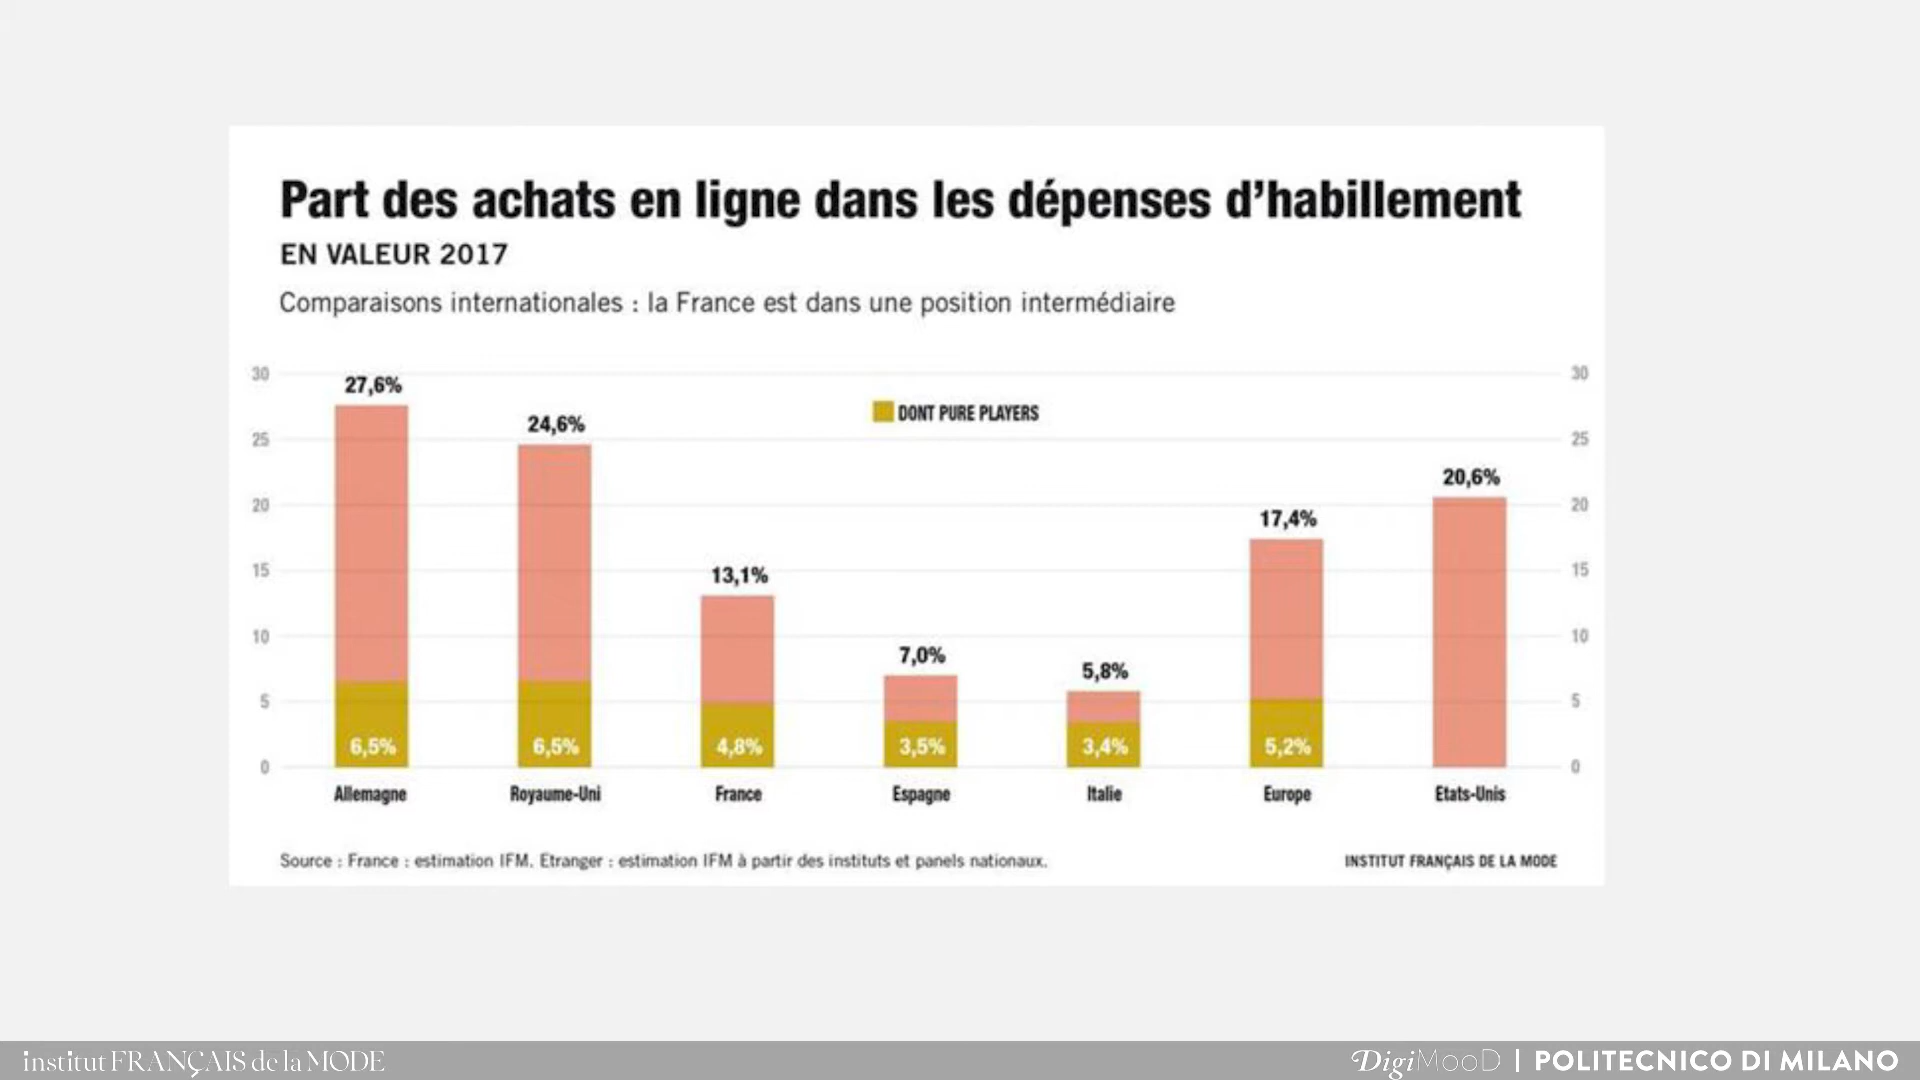 Part des achats en ligne dans les dépenses d'habillement
EN VALEUR 2017
Comparaisons internationales : la France est dans une position intermédiaire
30 30
27,6%
DONT PURE PLAYERS
24,6%
25 25
20,6%
20 20
17,4%
15 13,1% 15
10 10
7,0%
5,8%
5 5
6,5% 6,5% 4,8% 3,5% 3,4% 5,2%
0 0
Allemagne Royaume-Uni France Espagne Italie Europe Etats-Unis
Source : France : estimation IFM. Etranger : estimation IFM à partir des instituts et panels nationaux.
INSTITUT FRANÇAIS DE LA MODE
institut FRANÇAIS de la MODE
DigiMooD | POLITECNICO DI MILANO